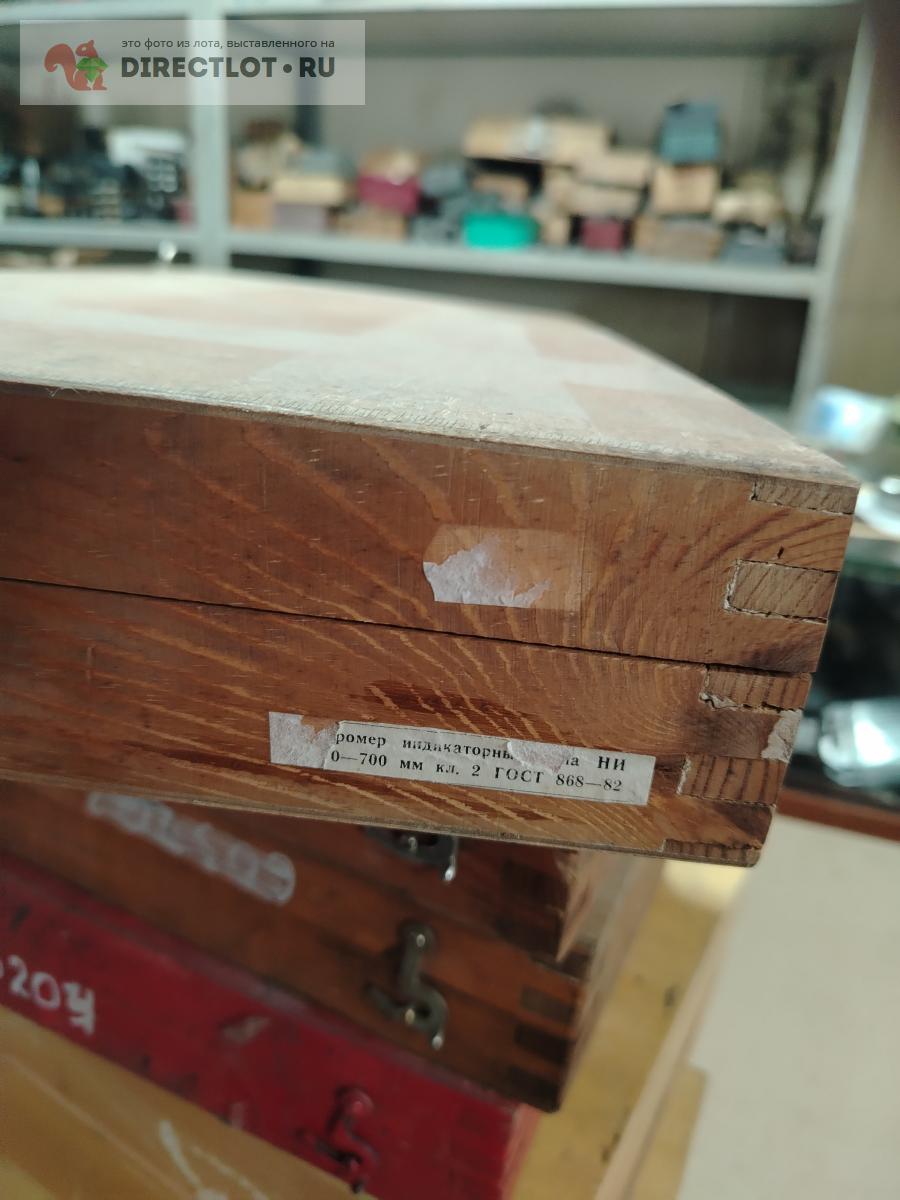 это фото из лота, выставленного на
DIRECTLOT•RU
ромер индикаторны па НИ
0—700 мм кл. 2 ГОСТ 868—82